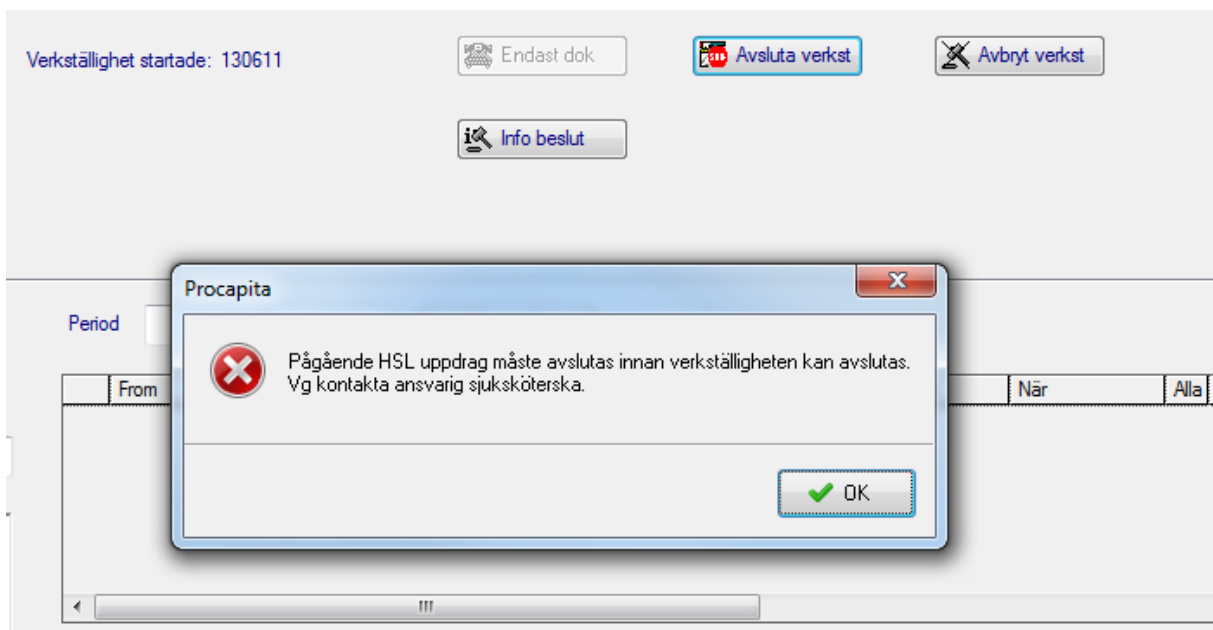 Verkställighet startade: 130611
Endast dok
Avsluta verkst
Avbryt verkst
Info beslut
Procapita
Period
Pågående HSL uppdrag måste avslutas innan verkställigheten kan avslutas.
Vg kontakta ansvarig sjuksköterska.
From
När
Alla
OK